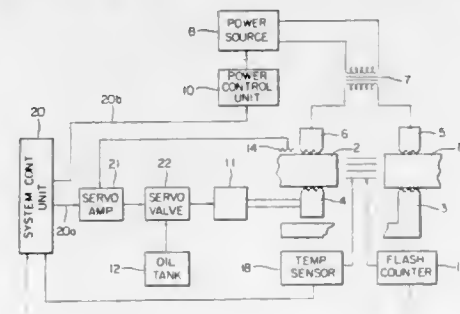 8
POWER
SOURCE
7
10
POWER
CONTROL
UNIT
20b
20
21
22
11
14
6
2
5
SYSTEM CONT
UNIT
SERVO
AMP
SERVO
VALVE
4
3
20a
12
OIL
TANK
18
TEMP
SENSOR
FLASH
COUNTER